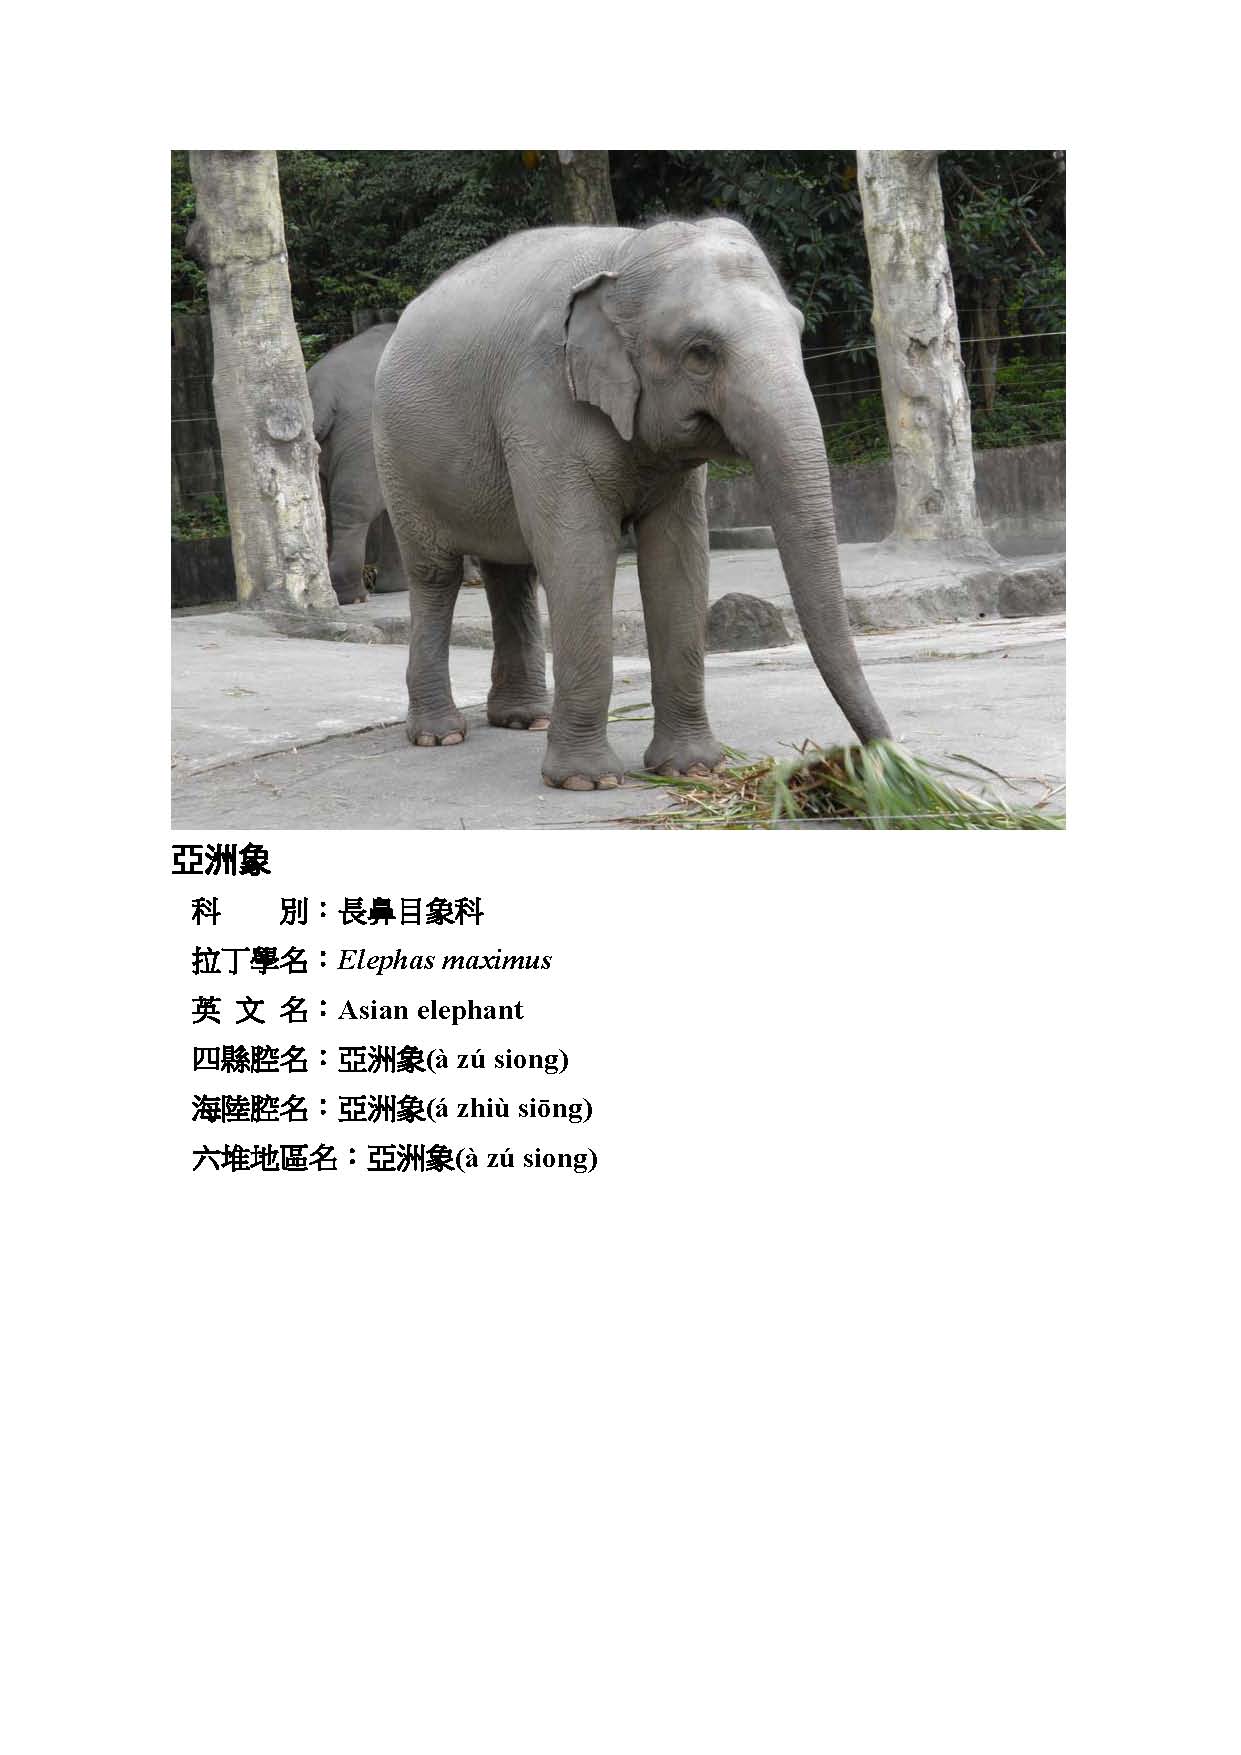 亞洲象
科　　別：長鼻目象科
拉丁學名：Elephas maximus
英 文 名：Asian elephant
四縣腔名：亞洲象(à zú siong)
海陸腔名：亞洲象(á zhiù siōng)
六堆地區名：亞洲象(à zú siong)